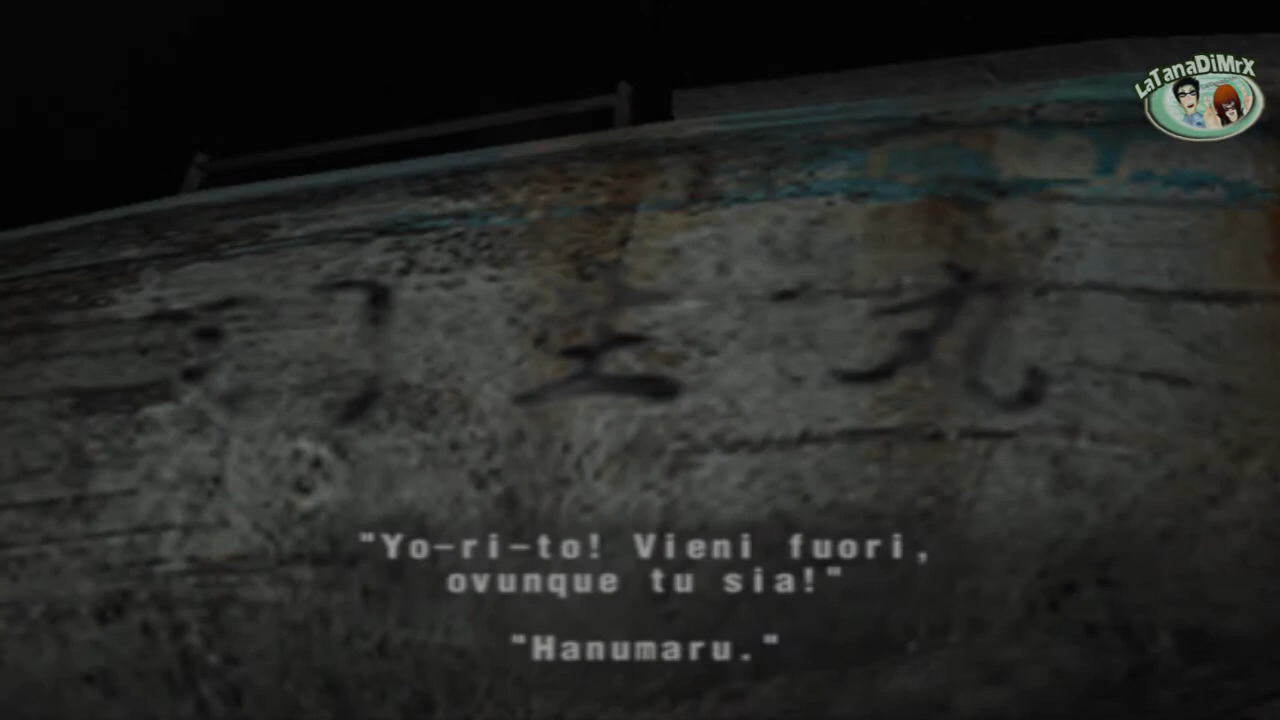 LaTanaDiMrX
"Yo-ri-to! Vieni fuori,
ovunque tu sia!"
"Hanumaru."